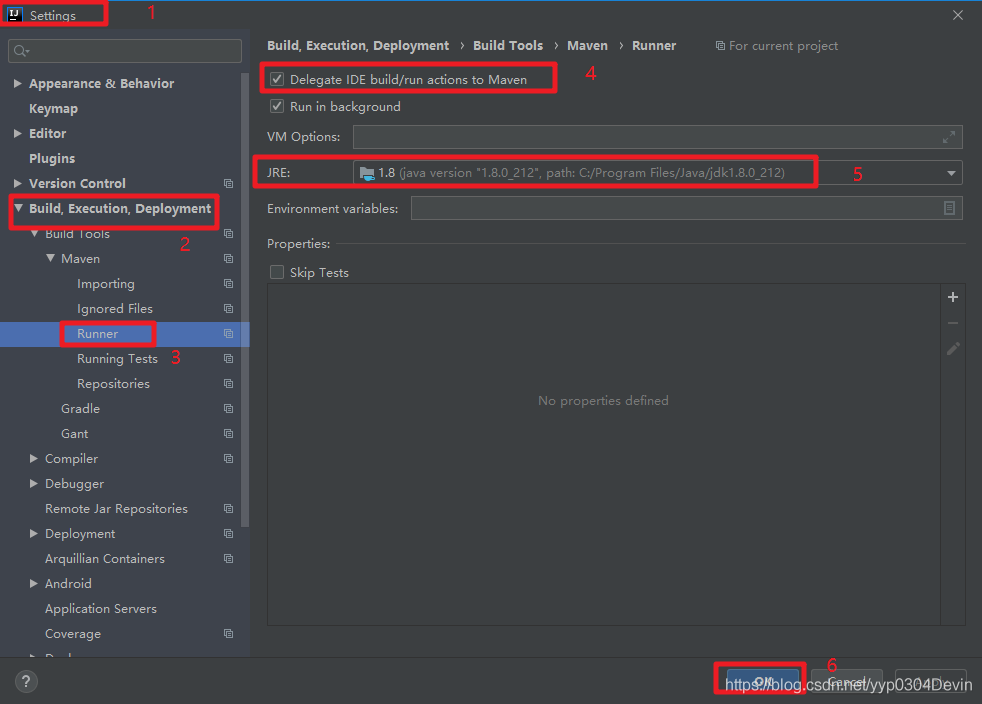 Settings
1
Build, Execution, Deployment › Build Tools › Maven › Runner
For current project
Appearance & Behavior
Keymap
Editor
Plugins
Version Control
Build, Execution, Deployment
2
Build Tools
Maven
Importing
Ignored Files
Runner
3
Running Tests
Repositories
Gradle
Gant
Compiler
Debugger
Remote Jar Repositories
Deployment
Arquillian Containers
Android
Application Servers
Coverage
Delegate IDE build/run actions to Maven
4
Run in background
VM Options:
JRE: 1.8 (java version "1.8.0_212", path: C:/Program Files/Java/jdk1.8.0_212)
5
Environment variables:
Properties:
Skip Tests
No properties defined
?
6
OK
Cancel
https://blog.csdn.net/yyp0304Devin